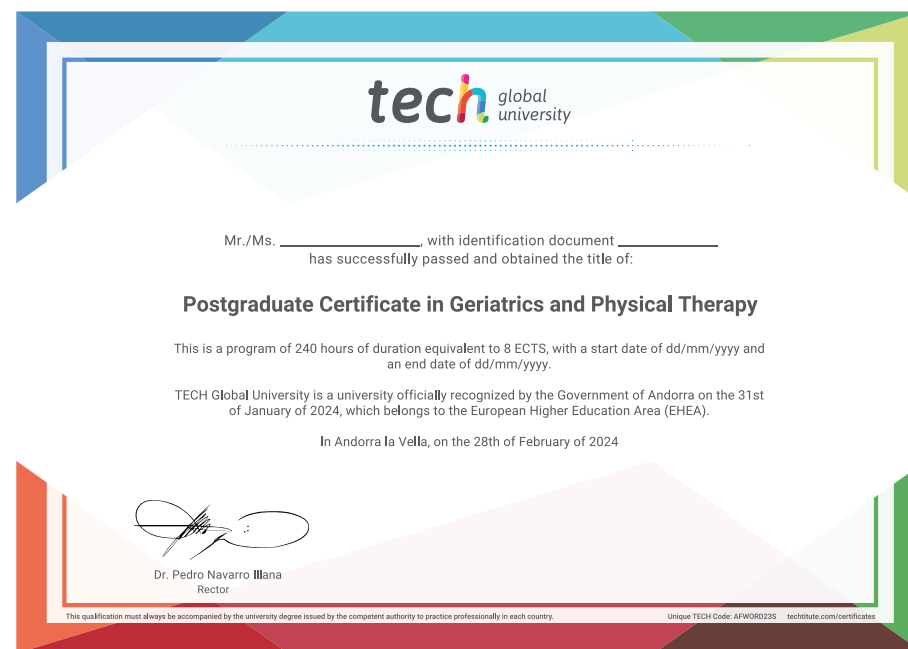 tech global university
Mr./Ms. ____________, with identification document ____________
has successfully passed and obtained the title of:
Postgraduate Certificate in Geriatrics and Physical Therapy
This is a program of 240 hours of duration equivalent to 8 ECTS, with a start date of dd/mm/yyyy and
an end date of dd/mm/yyyy.
TECH Global University is a university officially recognized by the Government of Andorra on the 31st
of January of 2024, which belongs to the European Higher Education Area (EHEA).
In Andorra la Vella, on the 28th of February of 2024
Dr. Pedro Navarro Illana
Rector
This qualification must always be accompanied by the university degree issued by the competent authority to practice professionally in each country.
Unique TECH Code: AFWORD23S techtitute.com/certificates